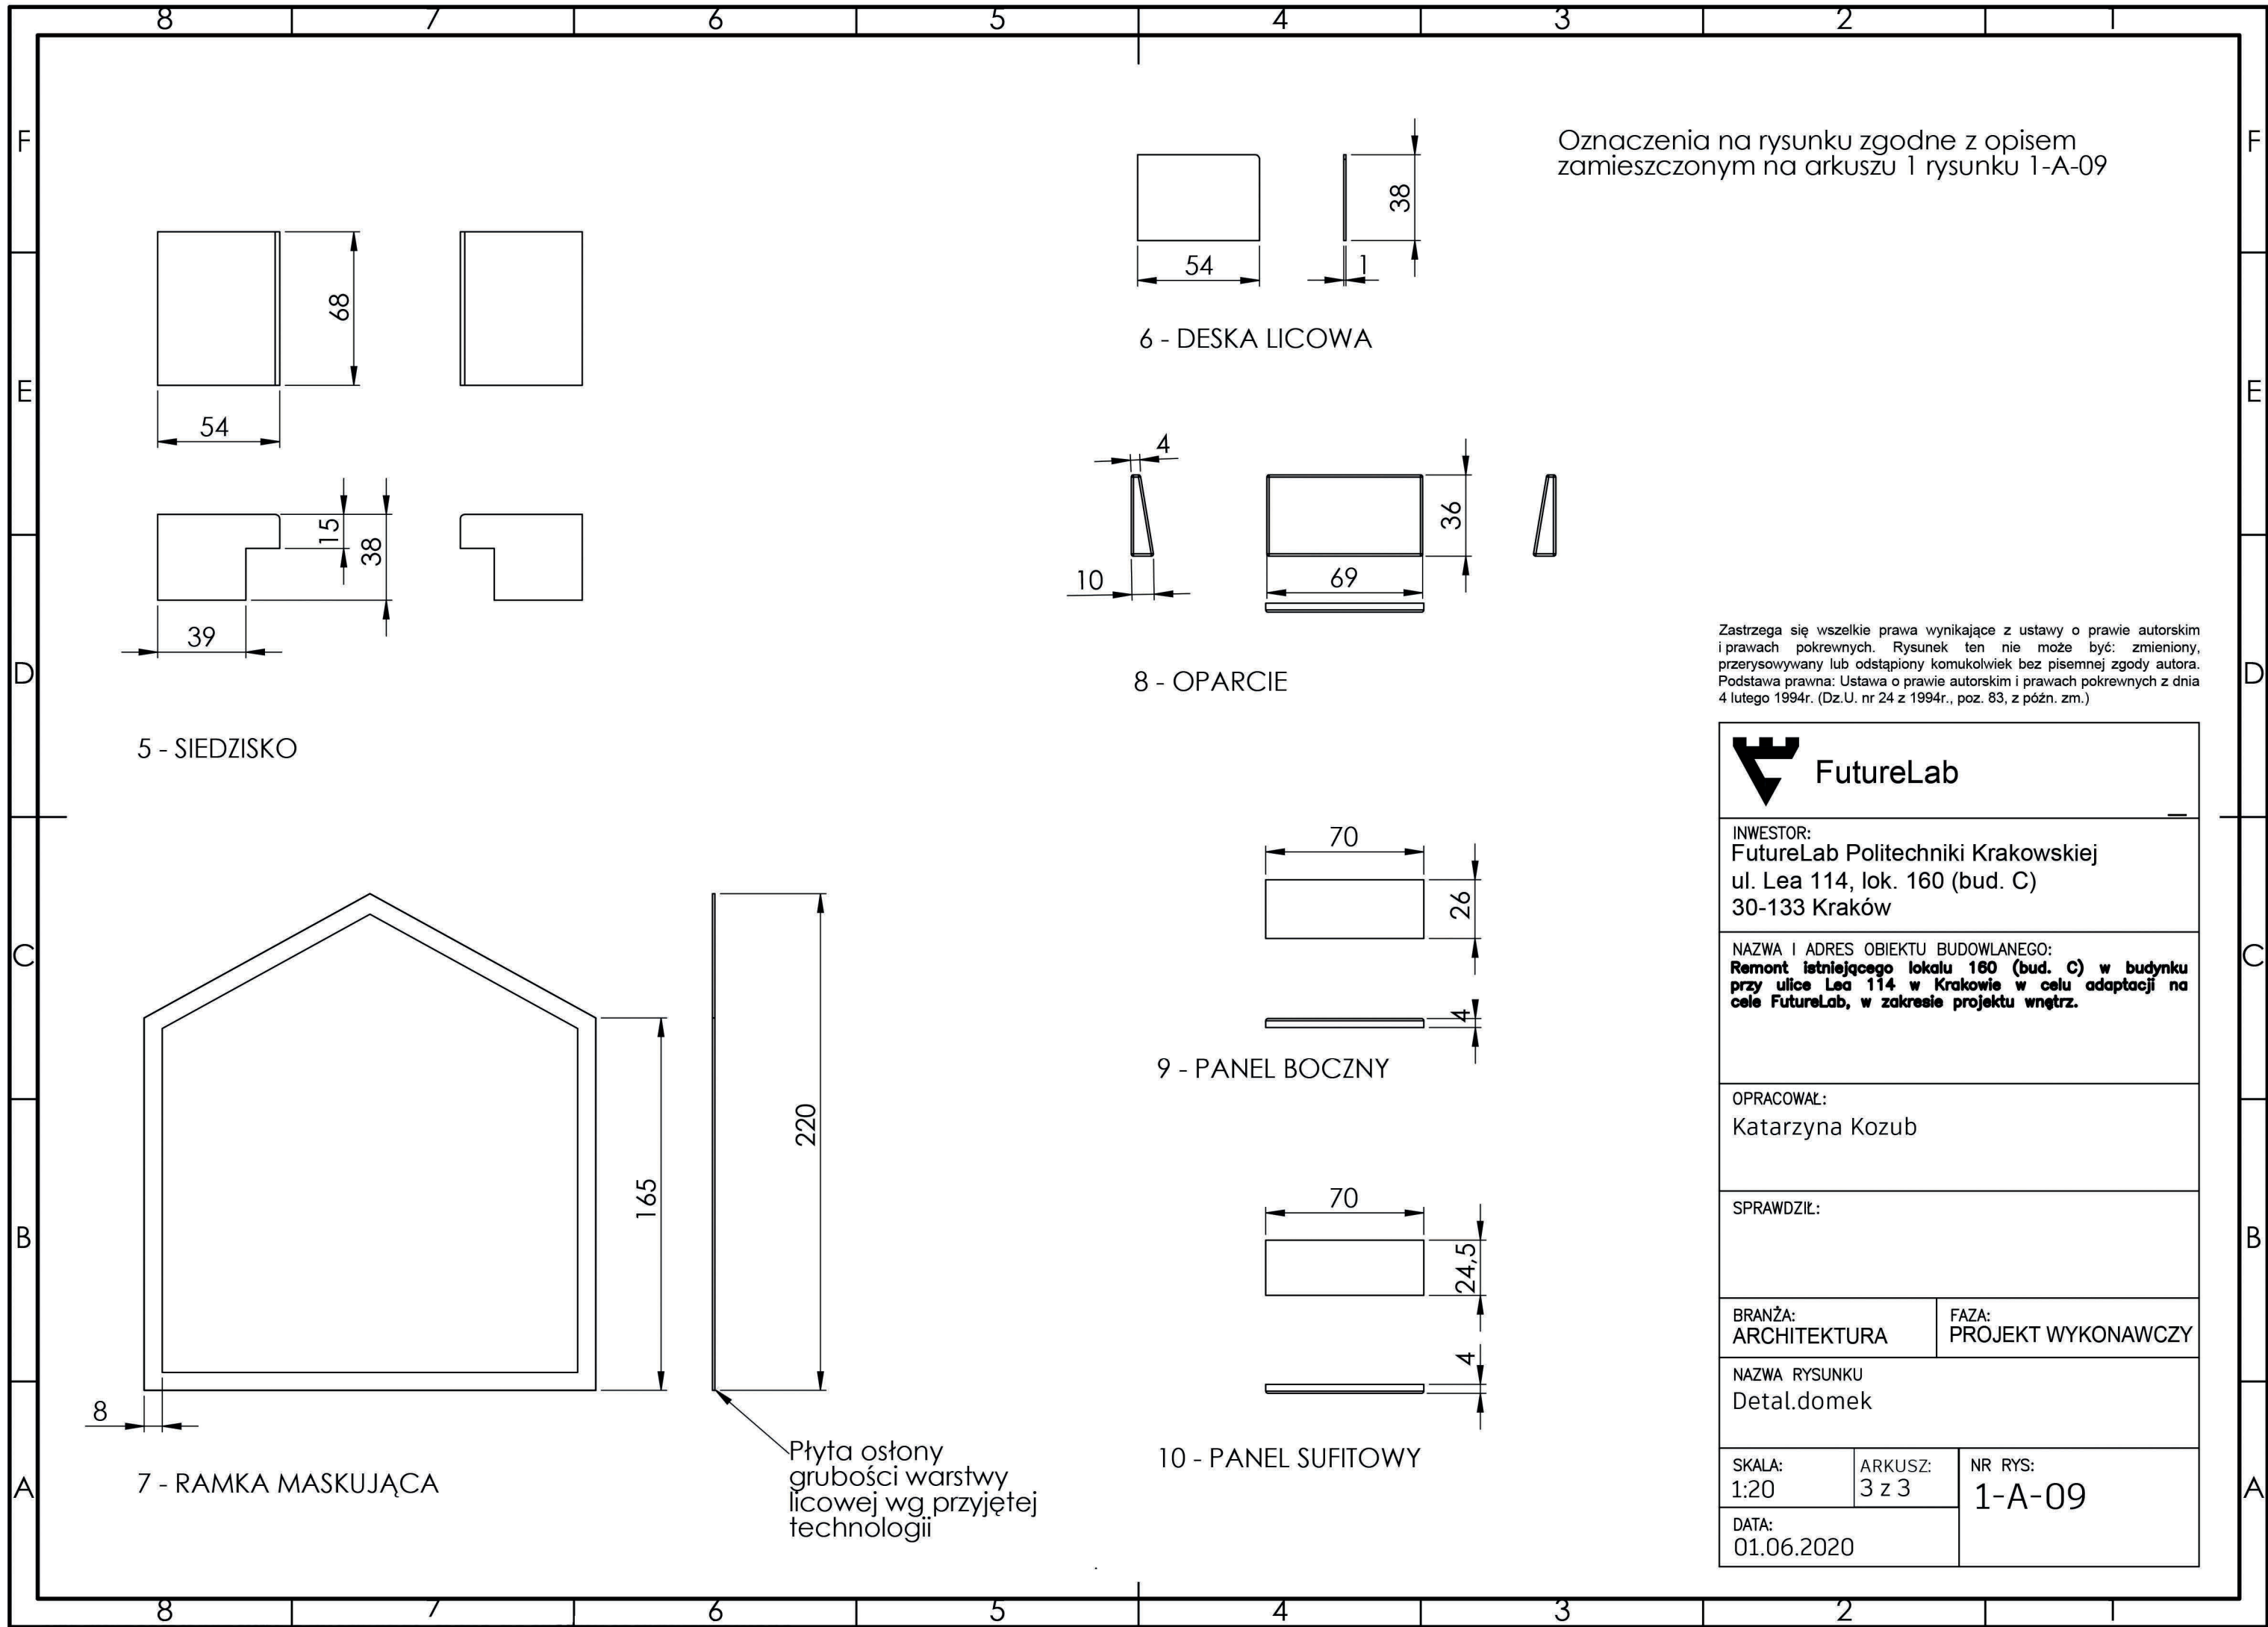 8 7 6 5 4 3 2 1
F
F
Oznaczenia na rysunku zgodne z opisem
zamieszczonym na arkuszu 1 rysunku 1-A-09
38
54
1
6 - DESKA LICOWA
68
54
E
E
15
38
39
5 - SIEDZISKO
4
36
10
69
8 - OPARCIE
D
D
Zastrzega się wszelkie prawa wynikające z ustawy o prawie autorskim
i prawach pokrewnych. Rysunek ten nie może być: zmieniony,
przerysowywany lub odstąpiony komukolwiek bez pisemnej zgody autora.
Podstawa prawna: Ustawa o prawie autorskim i prawach pokrewnych z dnia
4 lutego 1994r. (Dz.U. nr 24 z 1994r., poz. 83, z późn. zm.)
FutureLab
INWESTOR:
FutureLab Politechniki Krakowskiej
ul. Lea 114, lok. 160 (bud. C)
30-133 Kraków
NAZWA I ADRES OBIEKTU BUDOWLANEGO:
Remont istniejącego lokalu 160 (bud. C) w budynku
przy ulice Lea 114 w Krakowie w celu adaptacji na
cele FutureLab, w zakresie projektu wnętrz.
OPRACOWAŁ:
Katarzyna Kozub
SPRAWDZIŁ:
BRANŻA:
ARCHITEKTURA
FAZA:
PROJEKT WYKONAWCZY
NAZWA RYSUNKU
Detal.domek
SKALA:
1:20
ARKUSZ:
3 z 3
NR RYS:
1-A-09
DATA:
01.06.2020
70
26
4
9 - PANEL BOCZNY
C
C
165
220
8
7 - RAMKA MASKUJĄCA
Płyta osłony
grubości warstwy
licowej wg przyjętej
technologii
70
24,5
4
10 - PANEL SUFITOWY
B
B
A
A
8 7 6 5 4 3 2 1